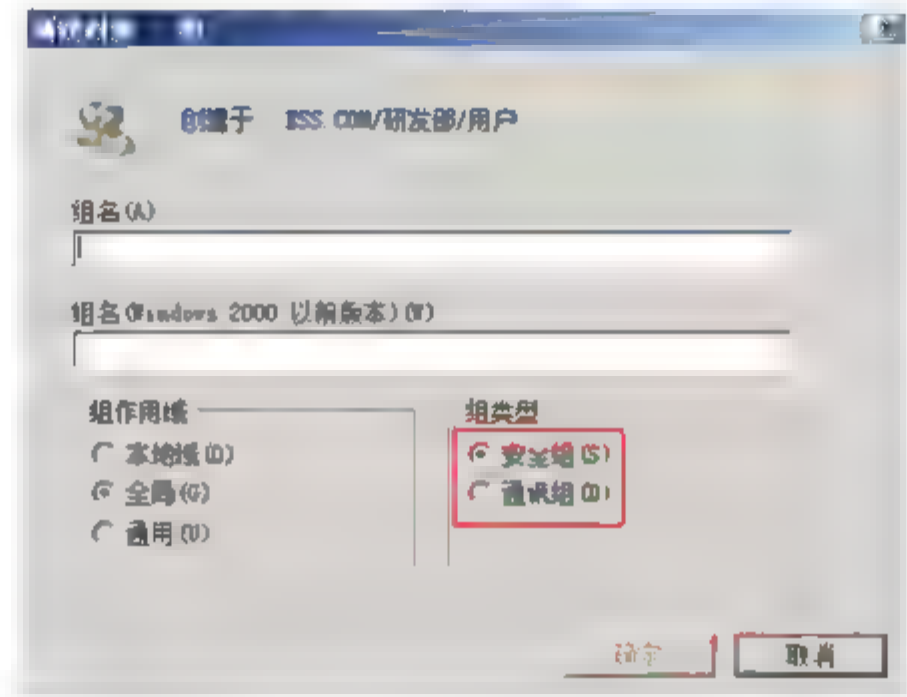 创建于 BSS.COM/研发部/用户
组名(A)
组名(Windows 2000 以前版本)(W)
组作用域
本地域(O)
全局(G)
通用(U)
组类型
安全组(S)
通讯组(D)
确定
取消